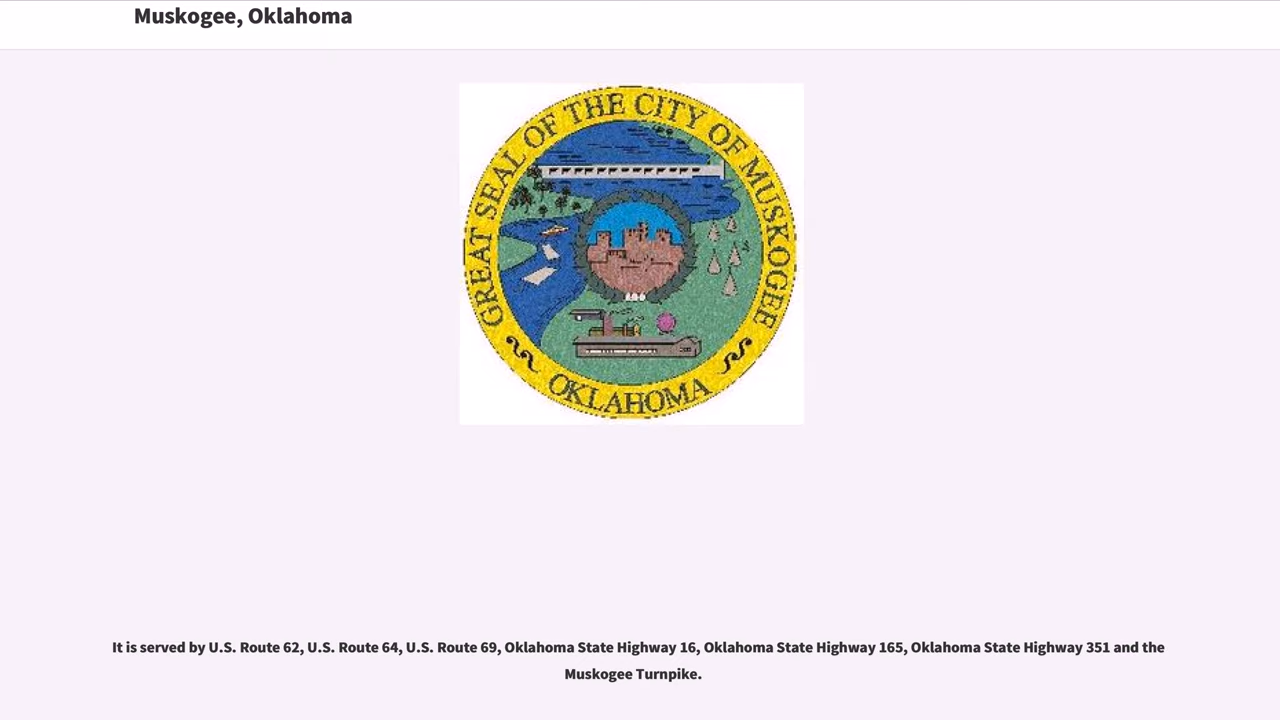 Muskogee, Oklahoma
GREAT SEAL OF THE CITY OF MUSKOGEE
OKLAHOMA
It is served by U.S. Route 62, U.S. Route 64, U.S. Route 69, Oklahoma State Highway 16, Oklahoma State Highway 165, Oklahoma State Highway 351 and the
Muskogee Turnpike.